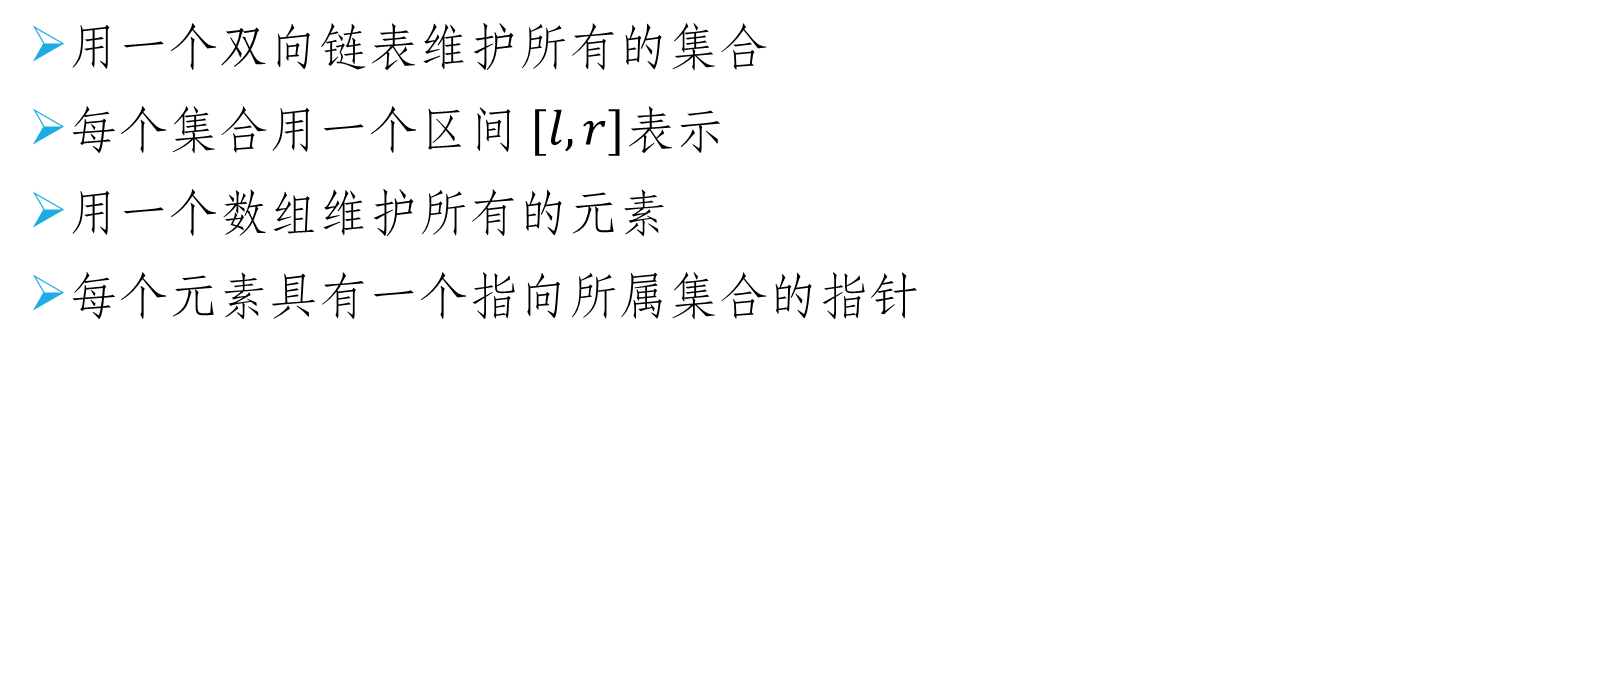 ➢用一个双向链表维护所有的集合
➢每个集合用一个区间 [l, r]表示
➢用一个数组维护所有的元素
➢每个元素具有一个指向所属集合的指针